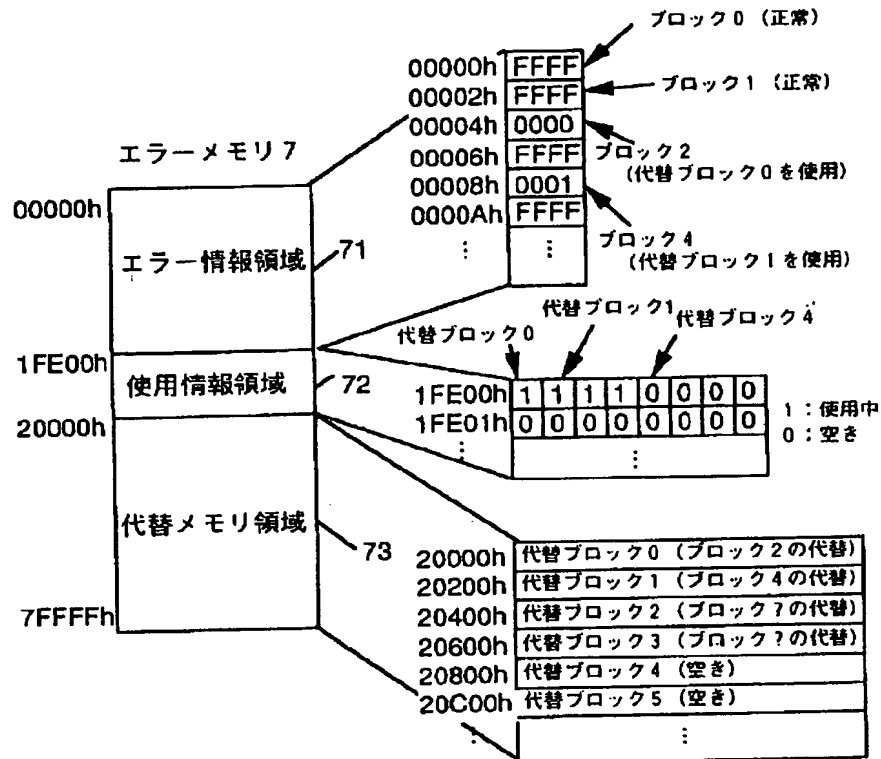 ブロック0 (正常)
00000h FFFF
00002h FFFF
ブロック1 (正常)
00004h 0000
00006h FFFF
ブロック2
(代替ブロック0を使用)
00008h 0001
0000Ah FFFF
ブロック4
(代替ブロック1を使用)
⋮ ⋮
エラーメモリ7
00000h
エラー情報領域
71
1FE00h
使用情報領域
72
20000h
代替メモリ領域
73
7FFFFh
代替ブロック0
代替ブロック1
代替ブロック4
1FE00h 1 1 1 1 0 0 0 0
1FE01h 0 0 0 0 0 0 0 0
⋮ ⋮
1:使用中
0:空き
20000h 代替ブロック0 (ブロック2の代替)
20200h 代替ブロック1 (ブロック4の代替)
20400h 代替ブロック2 (ブロック?の代替)
20600h 代替ブロック3 (ブロック?の代替)
20800h 代替ブロック4 (空き)
20C00h 代替ブロック5 (空き)
⋮ ⋮